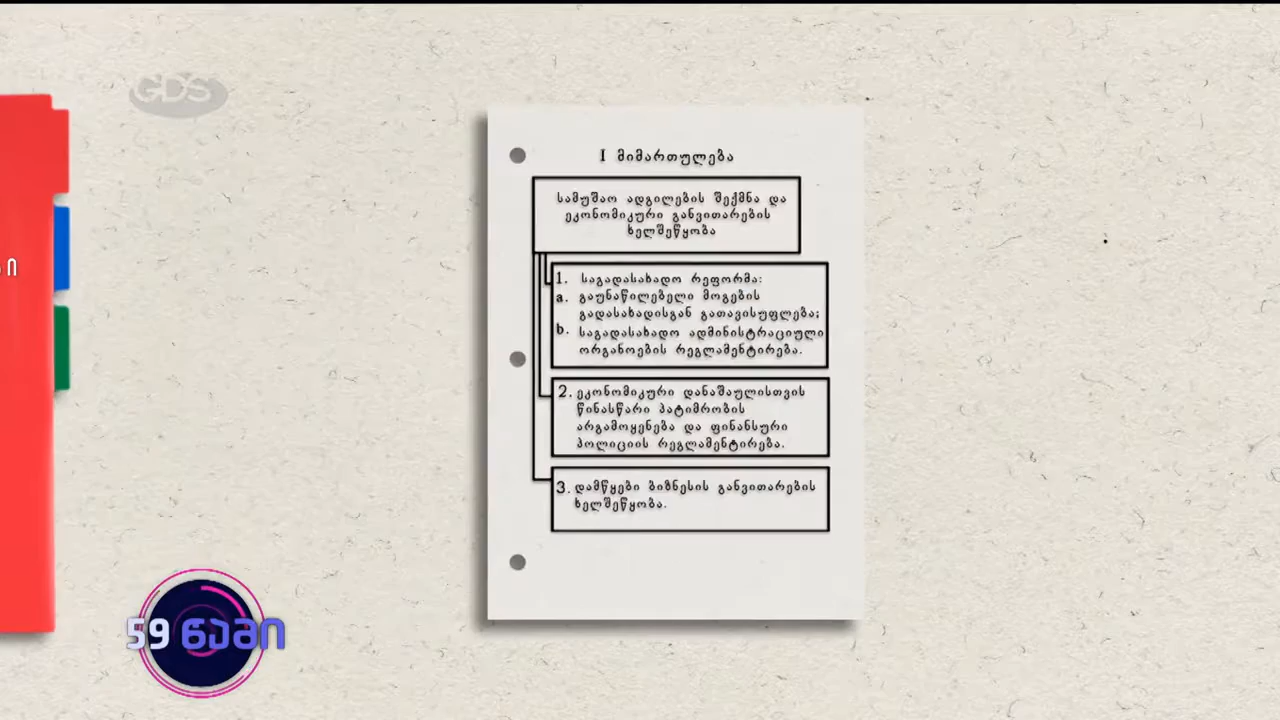 GDS
I მიმართულება
სამუშაო ადგილების შექმნა და
ეკონომიკური განვითარების
ხელშეწყობა
1. საგადასახადო რეფორმა:
a. გაუნაწილებელი მოგების
გადასახადისგან გათავისუფლება;
b. საგადასახადო ადმინისტრაციული
ორგანოების რეგლამენტირება.
2. ეკონომიკური დანაშაულისთვის
წინასწარი პატიმრობის
არგამოყენება და ფინანსური
პოლიციის რეგლამენტირება.
3. დამწყები ბიზნესის განვითარების
ხელშეწყობა.
59 წამი